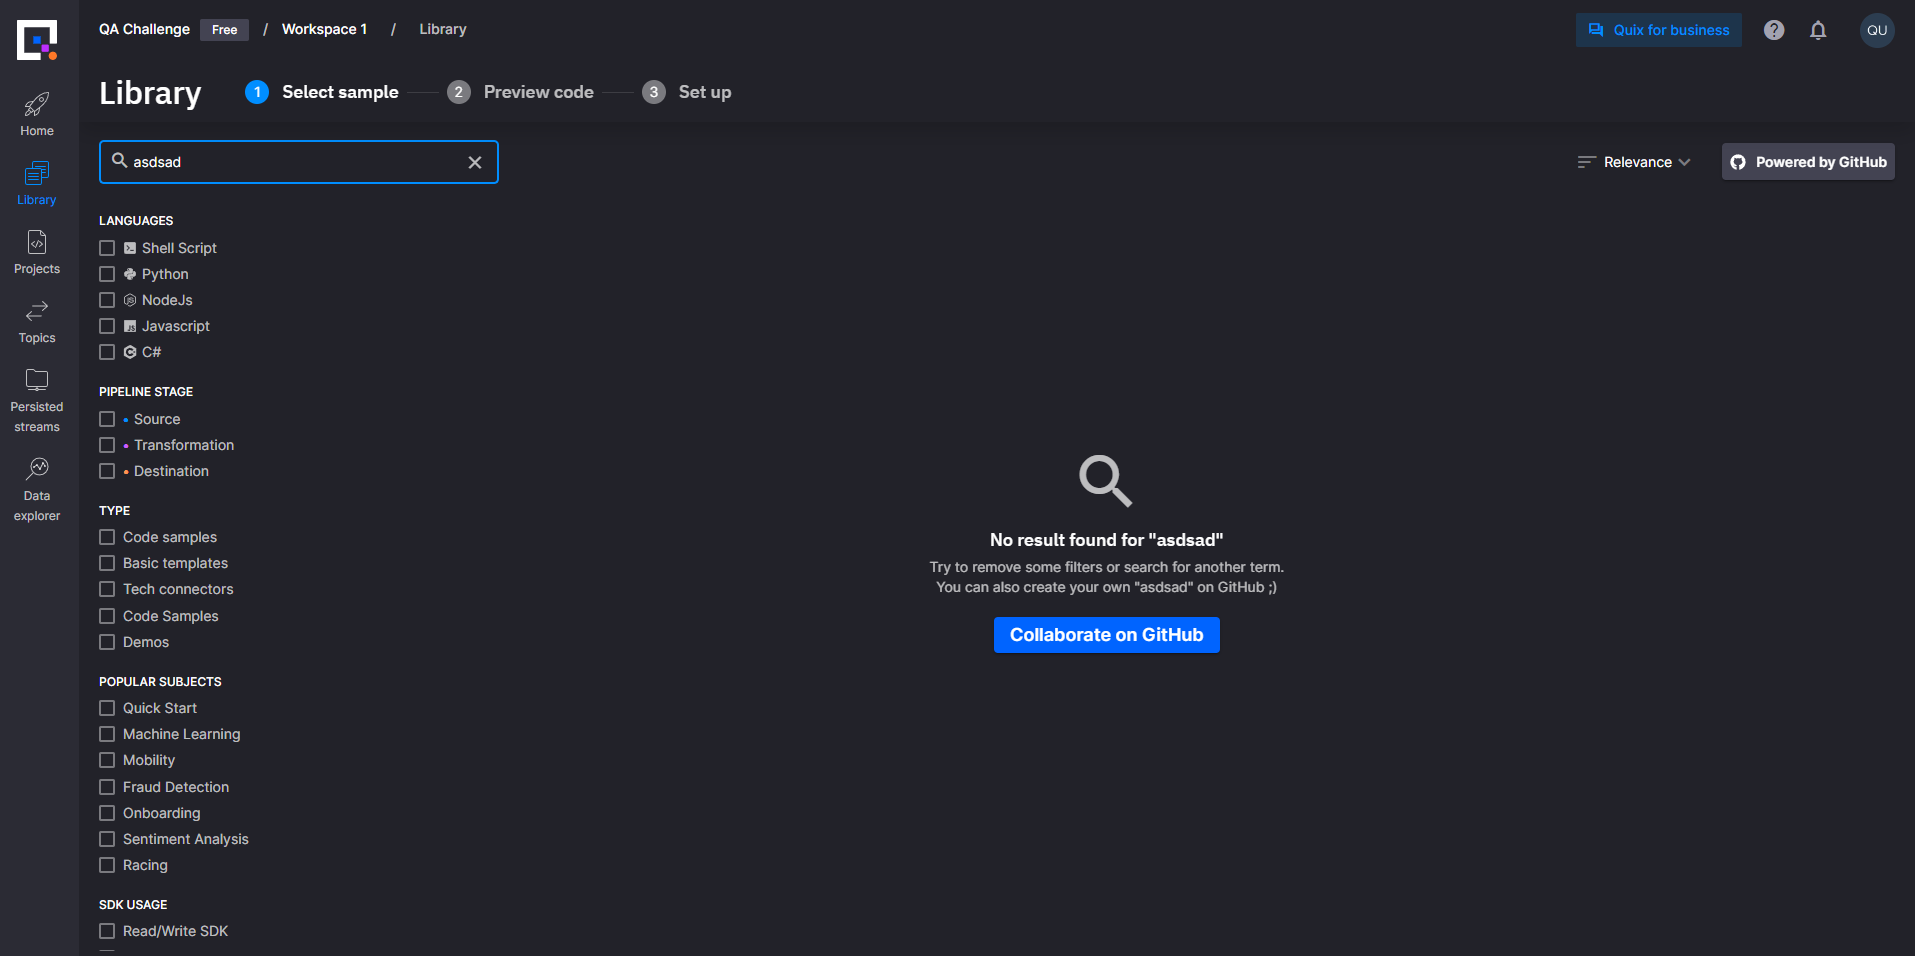 QA Challenge Free / Workspace 1 / Library
Quix for business
QU
Library 1 Select sample 2 Preview code 3 Set up
Home
Library
Projects
Topics
Persisted
streams
Data
explorer
asdsad
Relevance
Powered by GitHub
LANGUAGES
Shell Script
Python
NodeJs
Javascript
C#
PIPELINE STAGE
Source
Transformation
Destination
TYPE
Code samples
Basic templates
Tech connectors
Code Samples
Demos
POPULAR SUBJECTS
Quick Start
Machine Learning
Mobility
Fraud Detection
Onboarding
Sentiment Analysis
Racing
SDK USAGE
Read/Write SDK
No result found for "asdsad"
Try to remove some filters or search for another term.
You can also create your own "asdsad" on GitHub ;)
Collaborate on GitHub